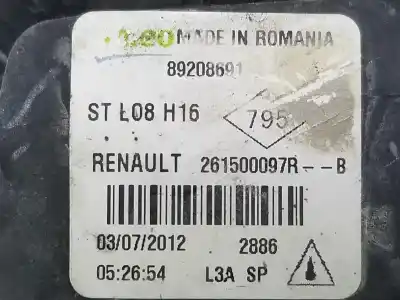 MADE IN ROMANIA
89208691
ST L08 H16
795
RENAULT 261500097R--B
03/07/2012 2886
05:26:54 L3A SP